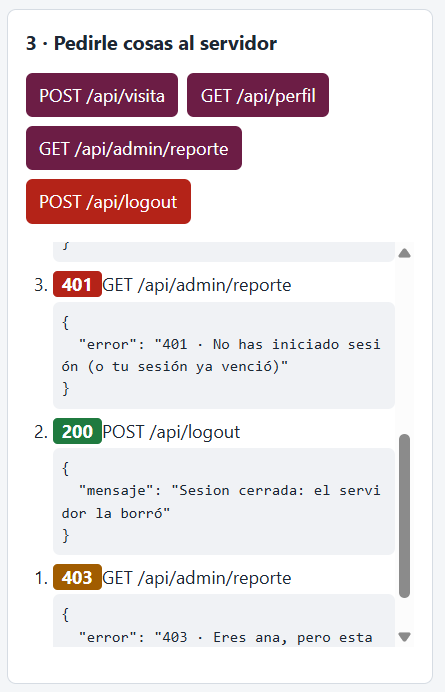 3 · Pedirle cosas al servidor
POST /api/visita
GET /api/perfil
GET /api/admin/reporte
POST /api/logout
}
3. 401 GET /api/admin/reporte
{
"error": "401 · No has iniciado sesi
ón (o tu sesión ya venció)"
}
2. 200 POST /api/logout
{
"mensaje": "Sesion cerrada: el servi
dor la borró"
}
1. 403 GET /api/admin/reporte
{
"error": "403 · Eres ana, pero esta